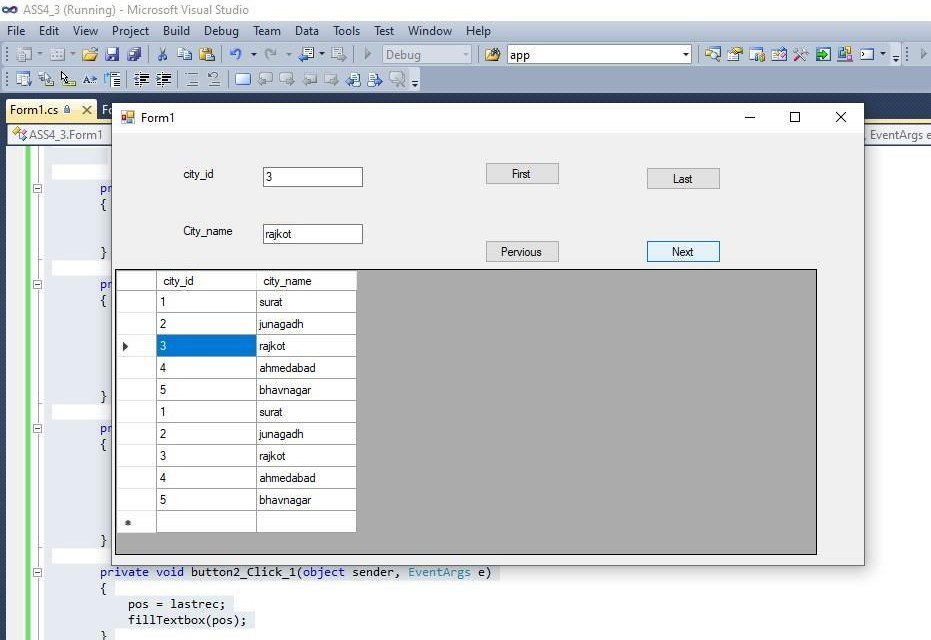 ASS4_3 (Running) - Microsoft Visual Studio
File Edit View Project Build Debug Team Data Tools Test Window Help
Debug app
Form1.cs
Form1
ASS4_3.Form1
EventArgs e
city_id 3 First Last
City_name rajkot Pervious Next
city_id city_name
1 surat
2 junagadh
3 rajkot
4 ahmedabad
5 bhavnagar
1 surat
2 junagadh
3 rajkot
4 ahmedabad
5 bhavnagar
*
pr
{
}
pr
{
}
pr
{
}
private void button2_Click_1(object sender, EventArgs e)
{
pos = lastrec;
fillTextbox(pos);
}